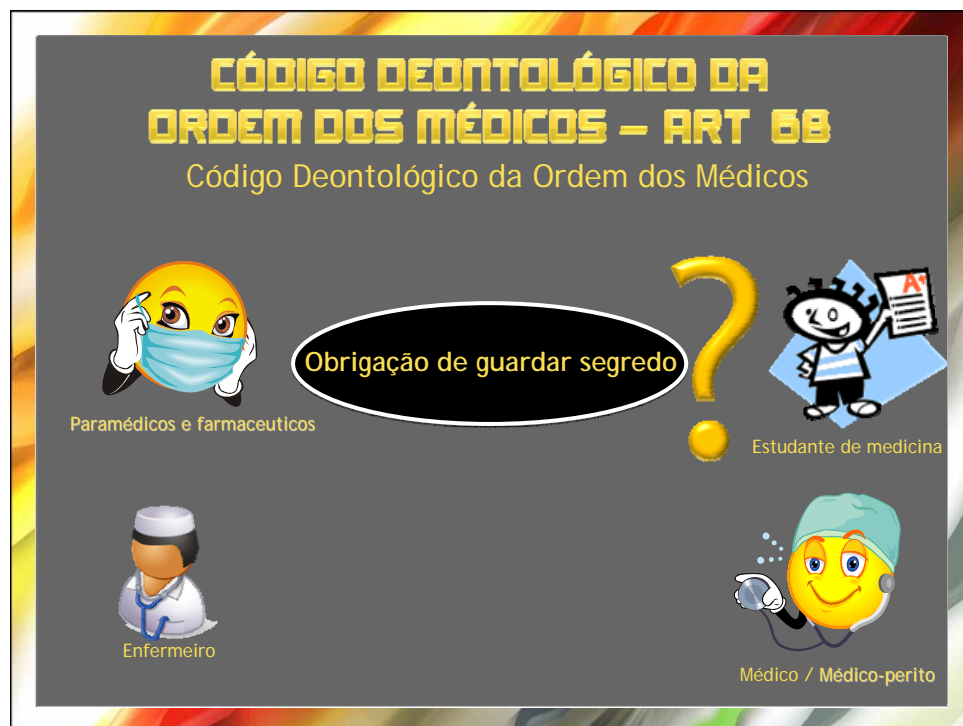 CÓDIGO DEONTOLÓGICO DA
ORDEM DOS MÉDICOS – ART 68
Código Deontológico da Ordem dos Médicos
Obrigação de guardar segredo
?
A+
Paramédicos e farmaceuticos
Estudante de medicina
Enfermeiro
Médico / Médico-perito